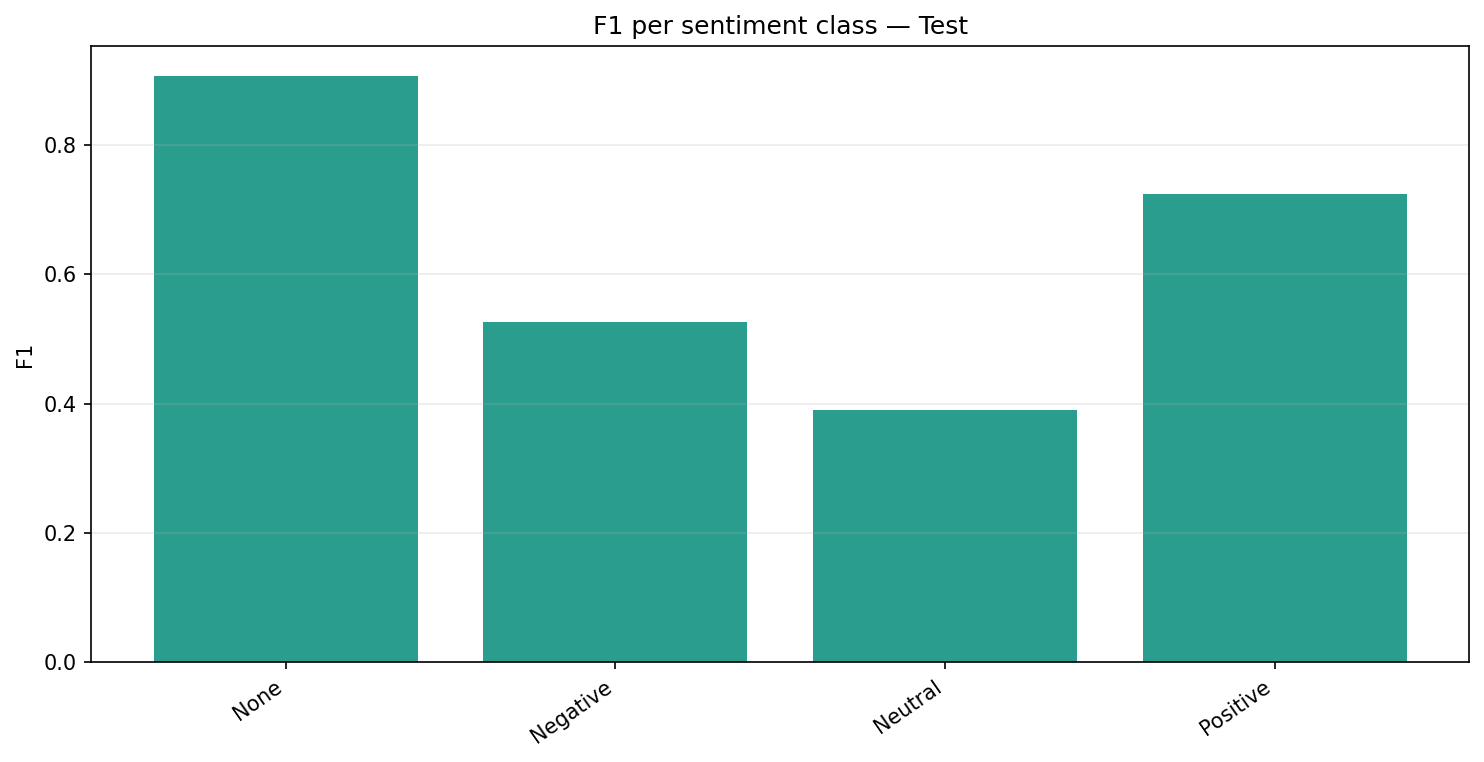 F1 per sentiment class — Test
F1
0.8
0.6
0.4
0.2
0.0
None
Negative
Neutral
Positive